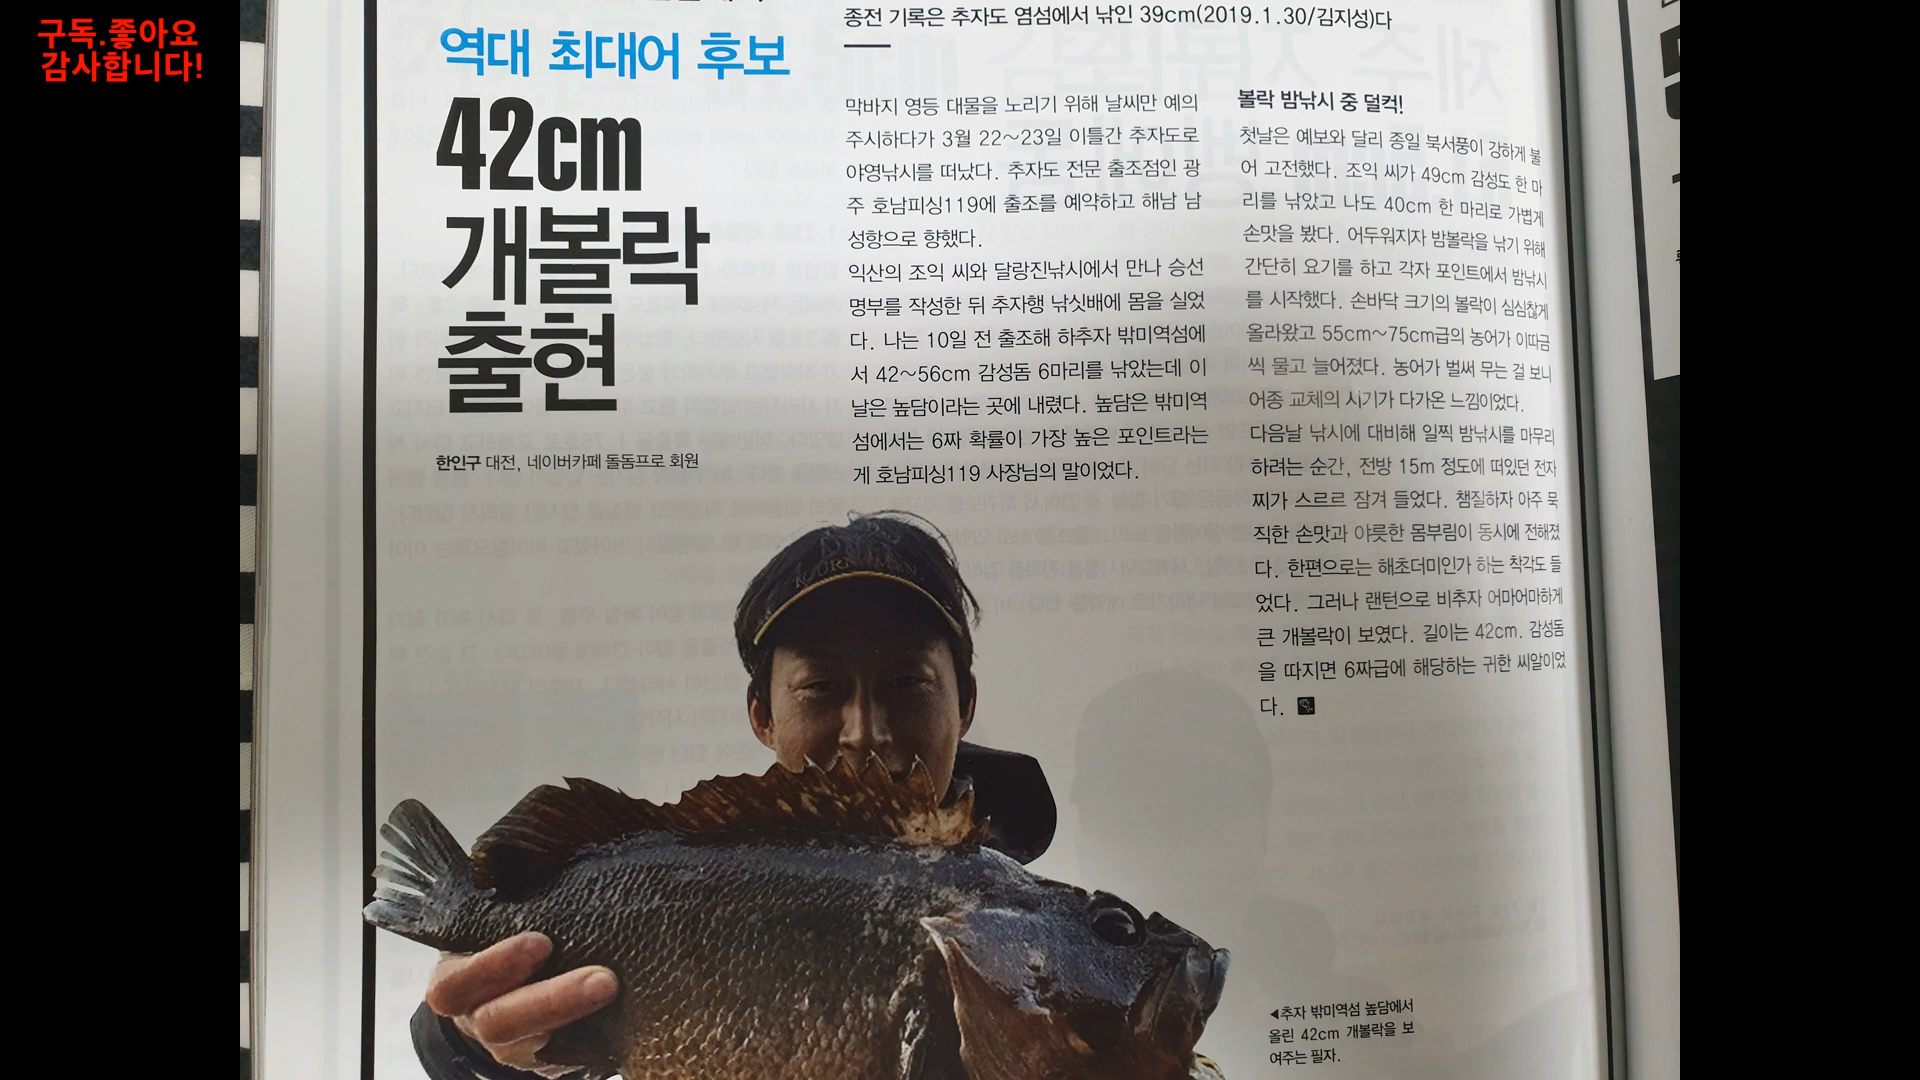 구독.좋아요
감사합니다!
종전 기록은 추자도 염섬에서 낚인 39cm(2019.1.30/김지성)다
역대 최대어 후보
42cm
개볼락
출현
한인구 대전, 네이버카페 돌돔프로 회원
막바지 영등 대물을 노리기 위해 날씨만 예의
주시하다가 3월 22~23일 이틀간 추자도로
야영낚시를 떠났다. 추자도 전문 출조점인 광
주 호남피싱119에 출조를 예약하고 해남 남
성항으로 향했다.
익산의 조익 씨와 달랑진낚시에서 만나 승선
명부를 작성한 뒤 추자행 낚싯배에 몸을 실었
다. 나는 10일 전 출조해 하추자 밖미역섬에
서 42~56cm 감성돔 6마리를 낚았는데 이
날은 높담이라는 곳에 내렸다. 높담은 밖미역
섬에서는 6짜 확률이 가장 높은 포인트라는
게 호남피싱119 사장님의 말이었다.
볼락 밤낚시 중 덜컥!
첫날은 예보와 달리 종일 북서풍이 강하게 불
어 고전했다. 조익 씨가 49cm 감성도 한 마
리를 낚았고 나도 40cm 한 마리로 가볍게
손맛을 봤다. 어두워지자 밤볼락을 낚기 위해
간단히 요기를 하고 각자 포인트에서 밤낚시
를 시작했다. 손바닥 크기의 볼락이 심심찮게
올라왔고 55cm~75cm급의 농어가 이따금
씩 물고 늘어졌다. 농어가 벌써 무는 걸 보니
어종 교체의 시기가 다가온 느낌이었다.
다음날 낚시에 대비해 일찍 밤낚시를 마무리
하려는 순간, 전방 15m 정도에 떠있던 전자
찌가 스르르 잠겨 들었다. 챔질하자 아주 묵
직한 손맛과 야릇한 몸부림이 동시에 전해졌
다. 한편으로는 해초더미인가 하는 착각도 들
었다. 그러나 랜턴으로 비추자 어마어마하게
큰 개볼락이 보였다. 길이는 42cm. 감성돔
을 따지면 6짜급에 해당하는 귀한 씨알이었
다.
◀추자 밖미역섬 높담에서
올린 42cm 개볼락을 보
여주는 필자.